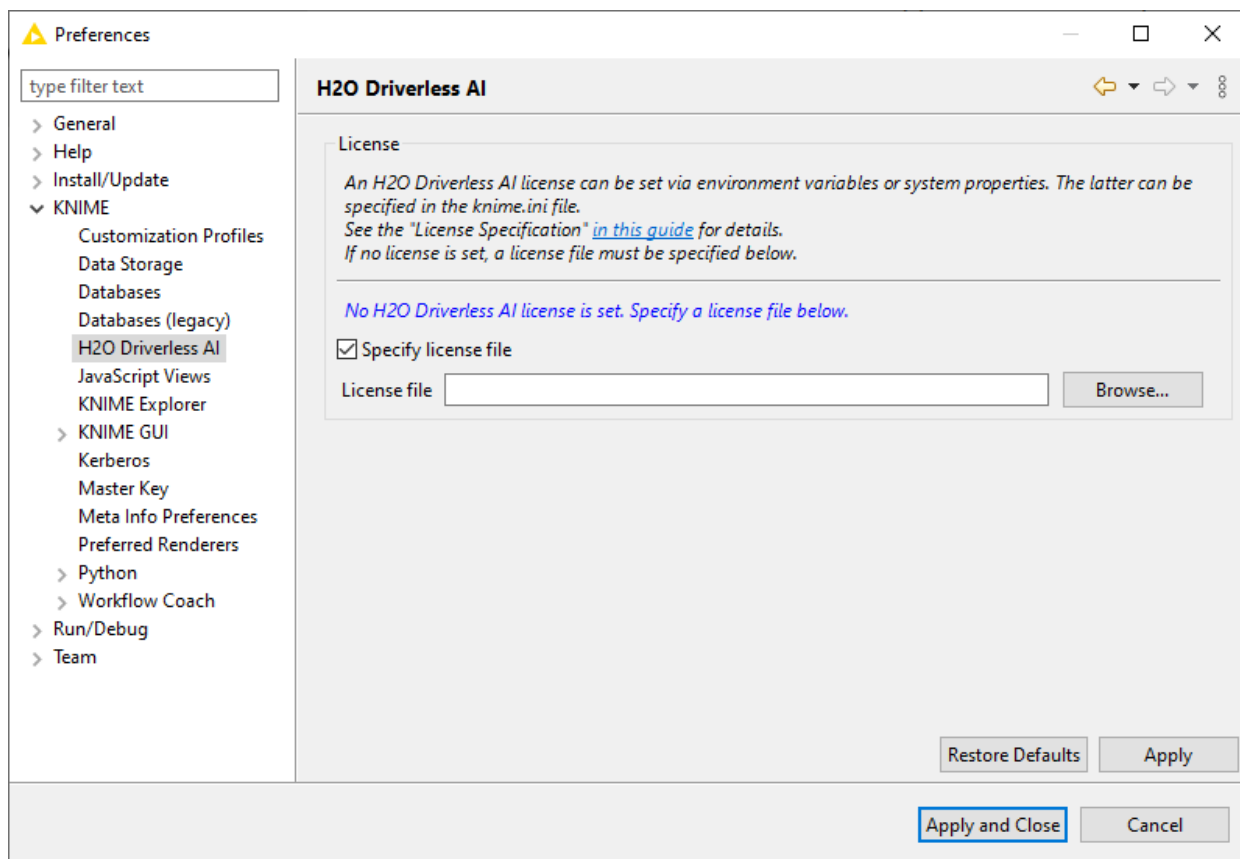 Preferences
type filter text
General
Help
Install/Update
KNIME
Customization Profiles
Data Storage
Databases
Databases (legacy)
H2O Driverless AI
JavaScript Views
KNIME Explorer
KNIME GUI
Kerberos
Master Key
Meta Info Preferences
Preferred Renderers
Python
Workflow Coach
Run/Debug
Team
H2O Driverless AI
License
An H2O Driverless AI license can be set via environment variables or system properties. The latter can be
specified in the knime.ini file.
See the "License Specification" in this guide for details.
If no license is set, a license file must be specified below.
No H2O Driverless AI license is set. Specify a license file below.
Specify license file
License file
Browse...
Restore Defaults
Apply
Apply and Close
Cancel